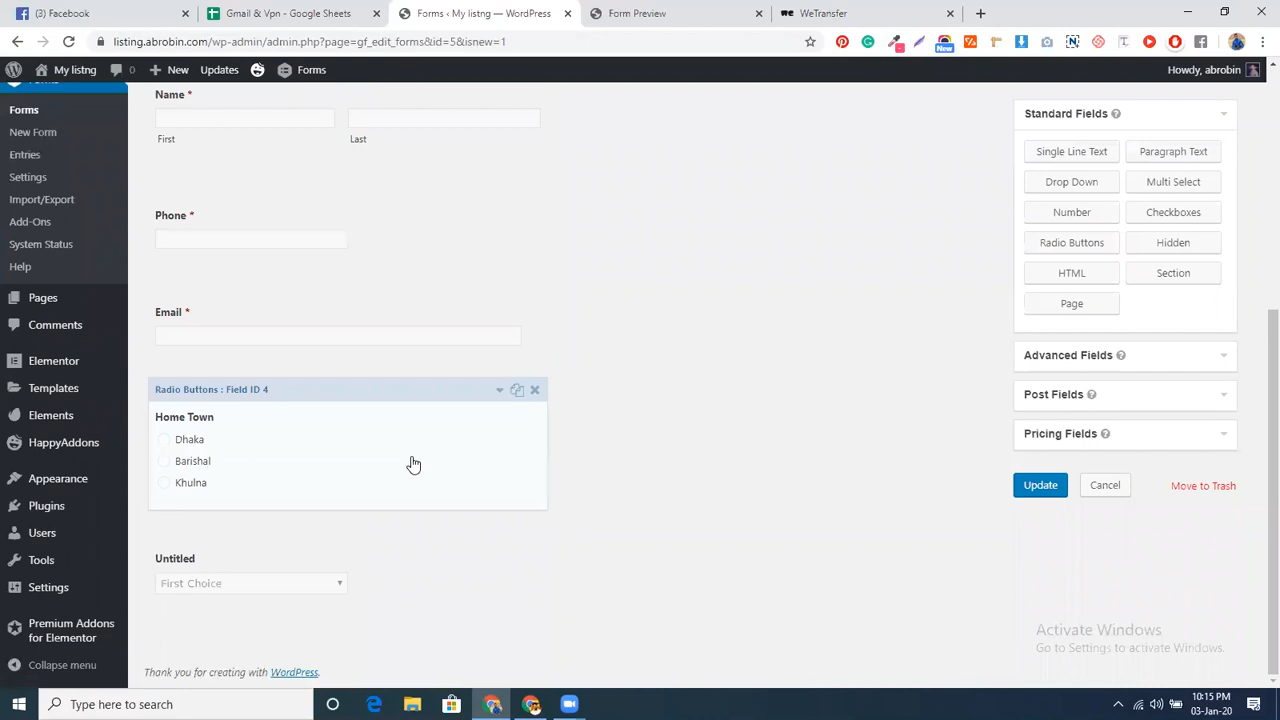 (3) Facebook
Gmail & Vpn - Google Sheets
Forms ‹ My listng — WordPress
Form Preview
WeTransfer
listing.abrobin.com/wp-admin/admin.php?page=gf_edit_forms&id=5&isnew=1
New
My listng
0
New
Updates
Forms
Howdy, abrobin
Forms
New Form
Entries
Settings
Import/Export
Add-Ons
System Status
Help
Pages
Comments
Elementor
Templates
Elements
HappyAddons
Appearance
Plugins
Users
Tools
Settings
Premium Addons
for Elementor
Collapse menu
Name *
First
Last
Phone *
Email *
Radio Buttons : Field ID 4
Home Town
Dhaka
Barishal
Khulna
Untitled
First Choice
Thank you for creating with WordPress.
Standard Fields
Single Line Text
Paragraph Text
Drop Down
Multi Select
Number
Checkboxes
Radio Buttons
Hidden
HTML
Section
Page
Advanced Fields
Post Fields
Pricing Fields
Update
Cancel
Move to Trash
Activate Windows
Go to Settings to activate Windows.
Type here to search
10:15 PM
03-Jan-20